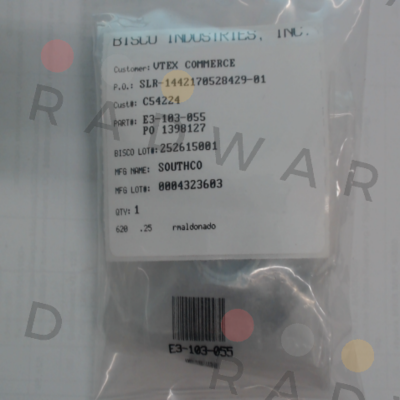 BISCO INDUSTRIES, INC.
Customer: VTEX COMMERCE
P.O.: SLR-1442170528429-01
Cust#: C54224
PART#: E3-103-055
PO 1398127
BISCO LOT#: 252615001
MFG NAME: SOUTHCO
MFG LOT#: 0004323603
QTY: 1
620 .25 rmaldonado
E3-103-055